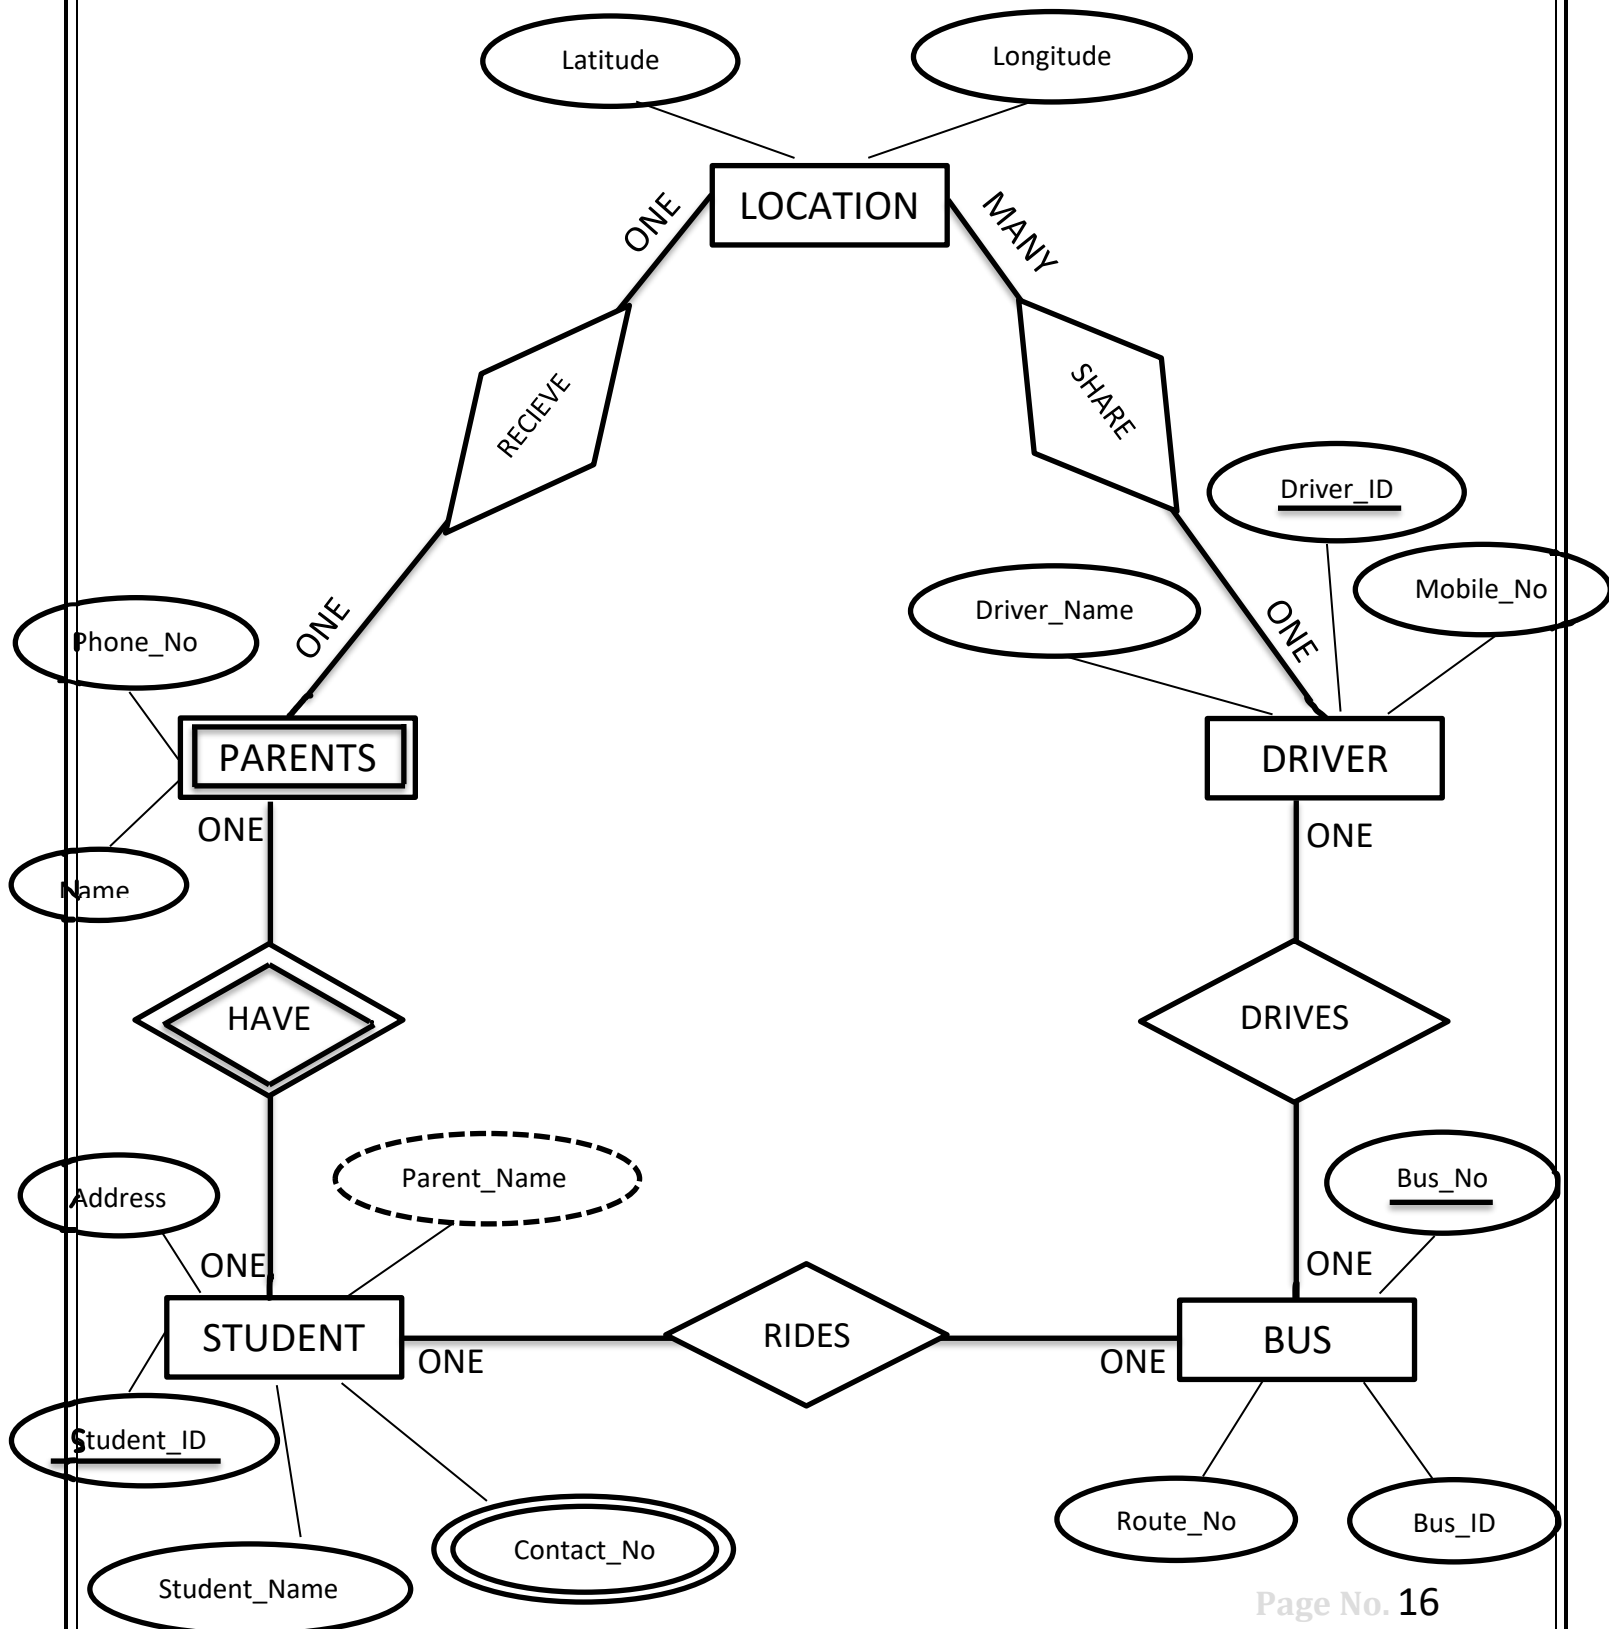 Latitude
Longitude
LOCATION
ONE
MANY
RECIEVE
SHARE
Driver_ID
Mobile_No
Driver_Name
ONE
ONE
Phone_No
PARENTS
DRIVER
ONE
ONE
Name
HAVE
DRIVES
Parent_Name
Bus_No
Address
ONE
ONE
STUDENT
RIDES
BUS
ONE
ONE
Student_ID
Route_No
Bus_ID
Contact_No
Student_Name
Page No. 16